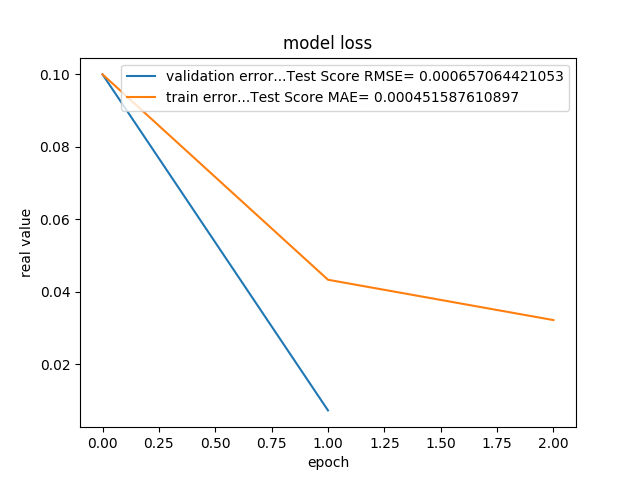 model loss
validation error...Test Score RMSE= 0.000657064421053
train error...Test Score MAE= 0.000451587610897
real value
0.10
0.08
0.06
0.04
0.02
0.00 0.25 0.50 0.75 1.00 1.25 1.50 1.75 2.00
epoch